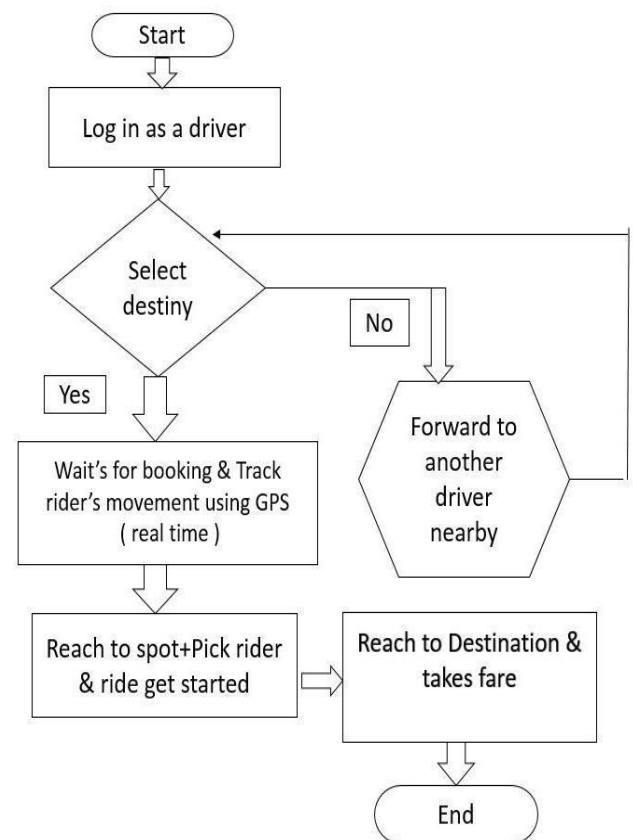 Start
Log in as a driver
Select
destiny
No
Yes
Forward to
another
driver
nearby
Wait's for booking & Track
rider's movement using GPS
( real time )
Reach to spot+Pick rider
& ride get started
Reach to Destination &
takes fare
End